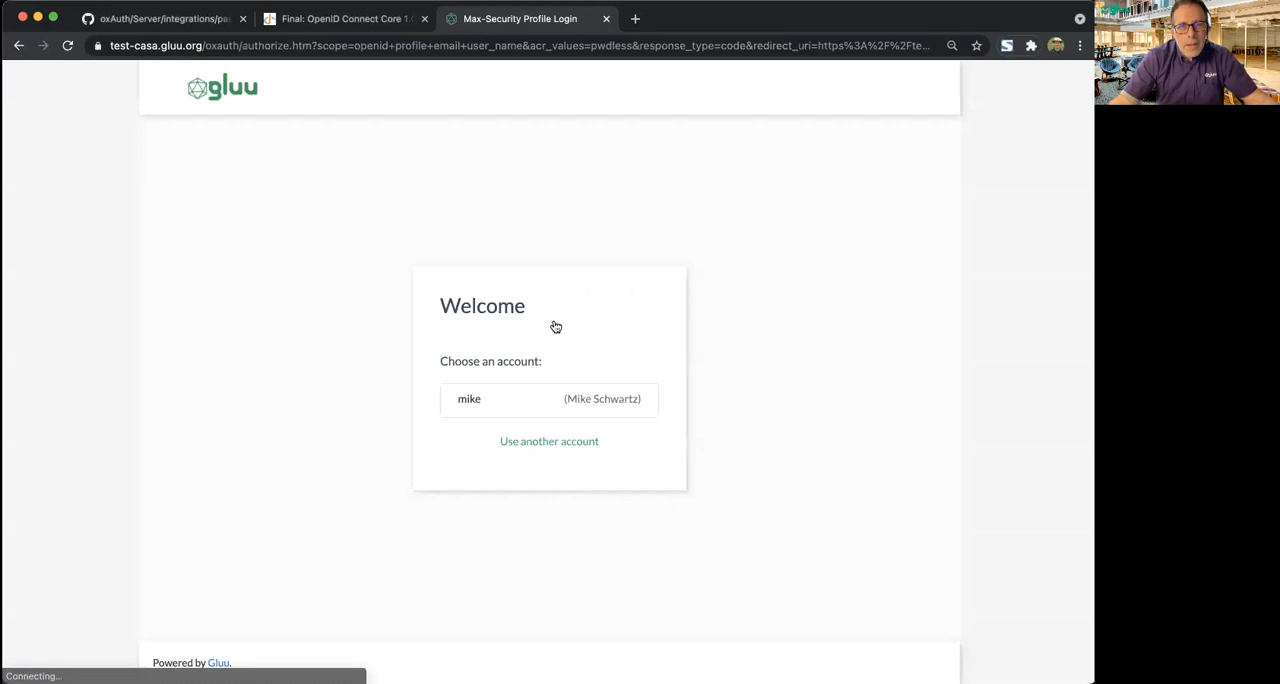 oxAuth/Server/integrations/pas
Final: OpenID Connect Core 1.
Max-Security Profile Login
test-casa.gluu.org/oxauth/authorize.htm?scope=openid+profile+email+user_name&acr_values=pwdless&response_type=code&redirect_uri=https%3A%2F%2Fte...
gluu
Welcome
Choose an account:
mike (Mike Schwartz)
Use another account
Powered by Gluu.
Connecting...